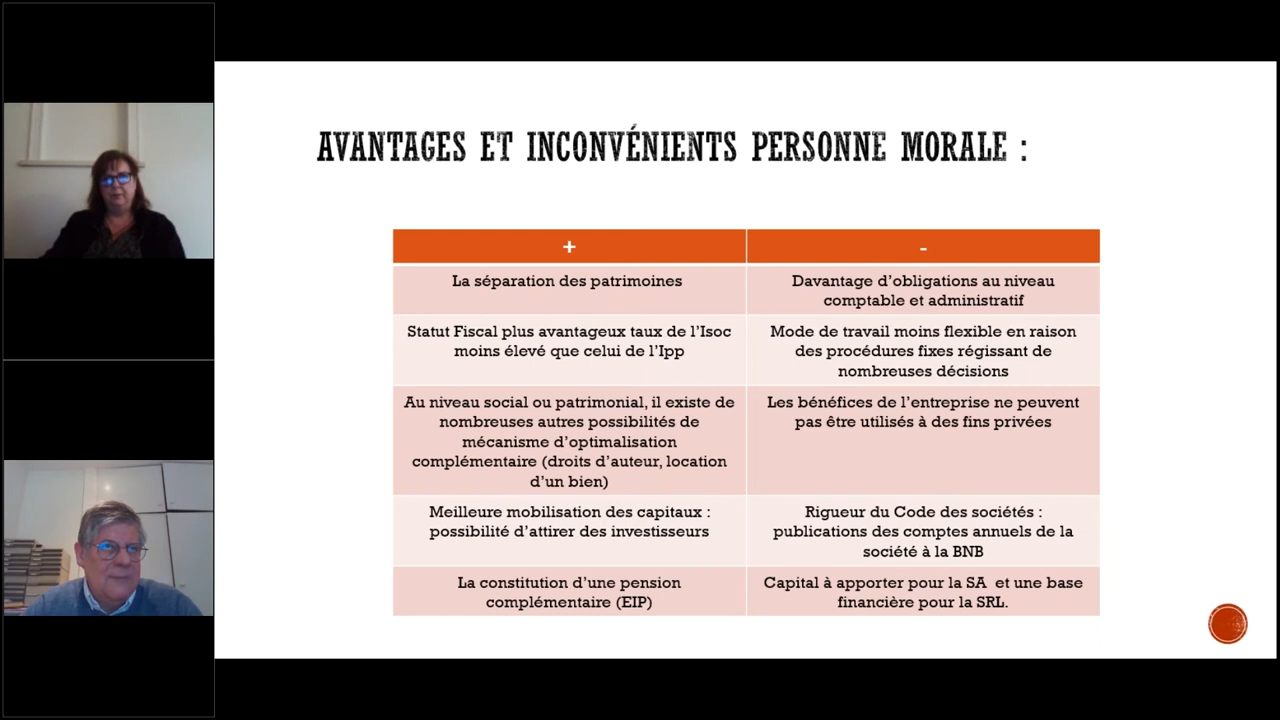 AVANTAGES ET INCONVÉNIENTS PERSONNE MORALE :
+
-
La séparation des patrimoines
Davantage d'obligations au niveau
comptable et administratif
Statut Fiscal plus avantageux taux de l'Isoc
moins élevé que celui de l'Ipp
Mode de travail moins flexible en raison
des procédures fixes régissant de
nombreuses décisions
Au niveau social ou patrimonial, il existe de
nombreuses autres possibilités de
mécanisme d'optimalisation
complémentaire (droits d'auteur, location
d'un bien)
Les bénéfices de l'entreprise ne peuvent
pas être utilisés à des fins privées
Meilleure mobilisation des capitaux :
possibilité d'attirer des investisseurs
Rigueur du Code des sociétés :
publications des comptes annuels de la
société à la BNB
La constitution d'une pension
complémentaire (EIP)
Capital à apporter pour la SA et une base
financière pour la SRL.